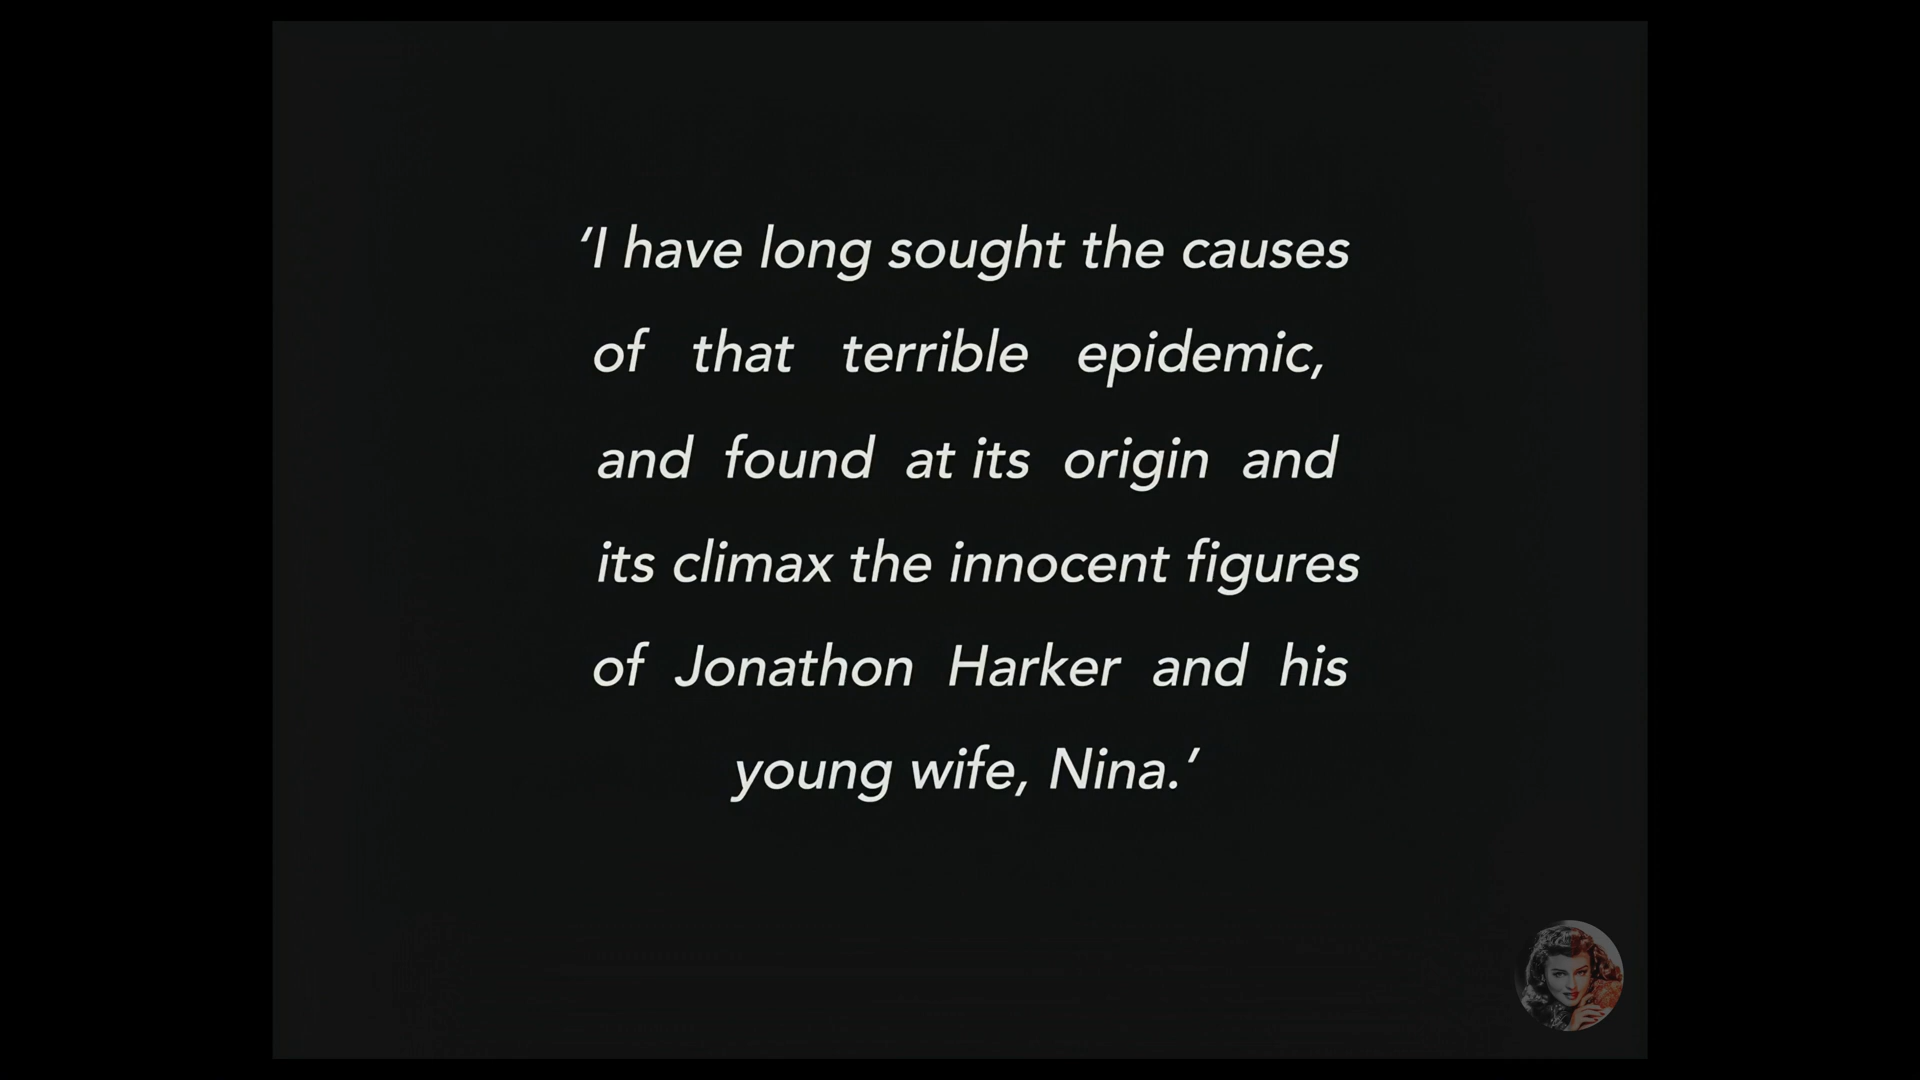 ‘I have long sought the causes
of that terrible epidemic,
and found at its origin and
its climax the innocent figures
of Jonathon Harker and his
young wife, Nina.’